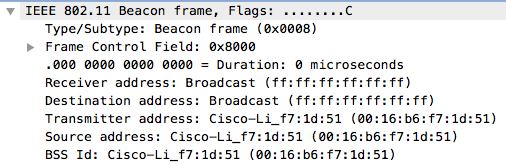 IEEE 802.11 Beacon frame, Flags: ........C
Type/Subtype: Beacon frame (0x0008)
Frame Control Field: 0x8000
.000 0000 0000 0000 = Duration: 0 microseconds
Receiver address: Broadcast (ff:ff:ff:ff:ff:ff)
Destination address: Broadcast (ff:ff:ff:ff:ff:ff)
Transmitter address: Cisco-Li_f7:1d:51 (00:16:b6:f7:1d:51)
Source address: Cisco-Li_f7:1d:51 (00:16:b6:f7:1d:51)
BSS Id: Cisco-Li_f7:1d:51 (00:16:b6:f7:1d:51)